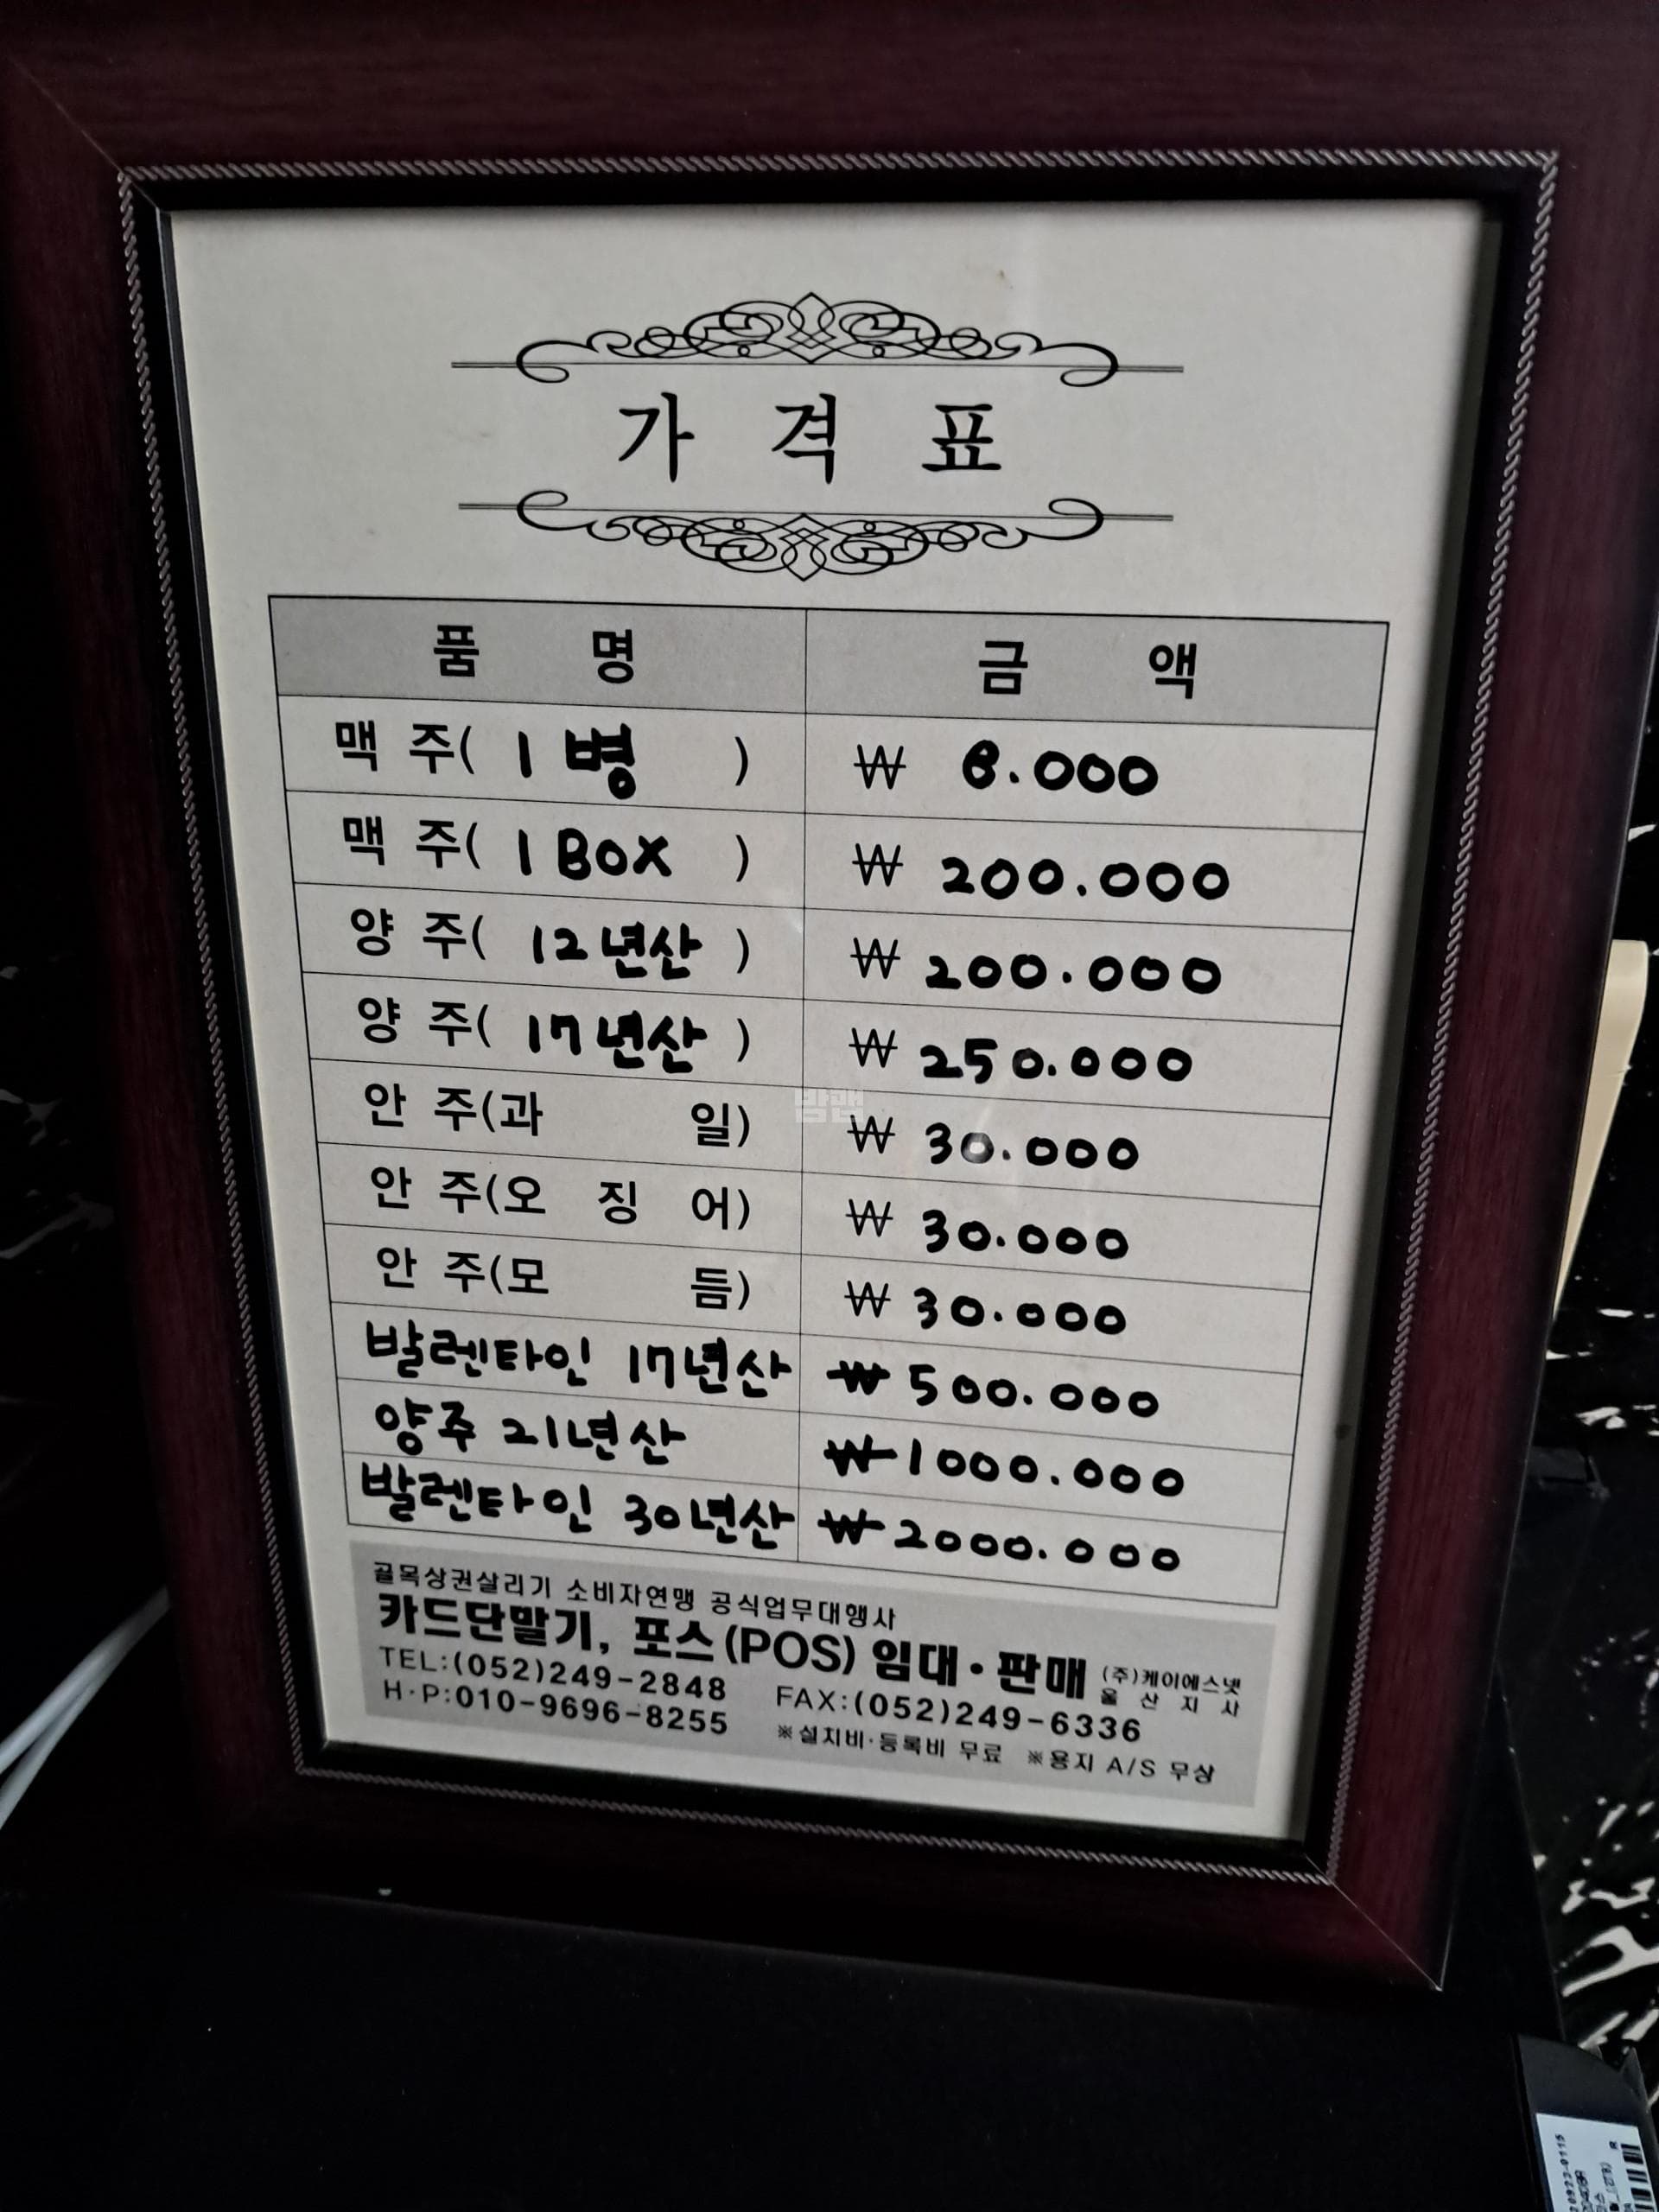 가 격 표
품 명 금 액
맥 주( 1 병 ) ₩ 8.000
맥 주( 1 BOX ) ₩ 200.000
양 주( 12년산 ) ₩ 200.000
양 주( 17년산 ) ₩ 250.000
안 주(과 일) ₩ 30.000
안 주(오 징 어) ₩ 30.000
안 주(모 듬) ₩ 30.000
발렌타인 17년산 ₩ 500.000
양주 21년산 ₩ 1000.000
발렌타인 30년산 ₩ 2000.000
골목상권살리기 소비자연맹 공식업무대행사
카드단말기, 포스(POS) 임대·판매 (주)케이에스넷 울산지사
TEL:(052)249-2848 FAX:(052)249-6336
H·P:010-9696-8255 ※설치비·등록비 무료 ※용지 A/S 무상
밤맵